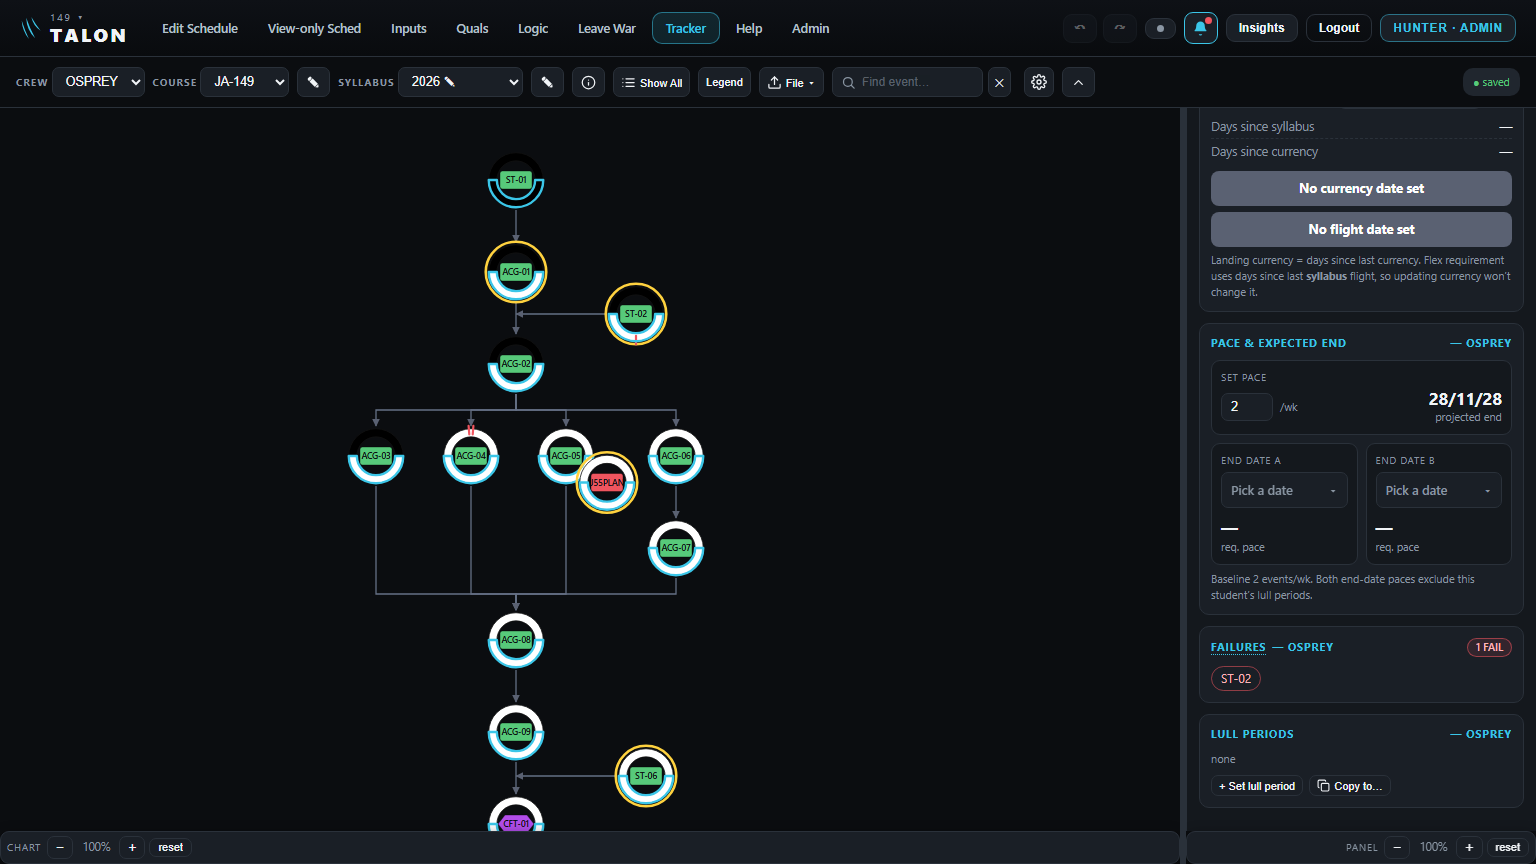 149
TALON
Edit Schedule
View-only Sched
Inputs
Quals
Logic
Leave War
Tracker
Help
Admin
Insights
Logout
HUNTER · ADMIN
CREW
OSPREY
COURSE
JA-149
SYLLABUS
2026
Show All
Legend
File
Find event...
saved
ST-01
ACG-01
ST-02
ACG-02
ACG-03
ACG-04
ACG-05
ACG-06
J55PLAN
ACG-07
ACG-08
ACG-09
ST-06
CFT-01
Days since syllabus —
Days since currency —
No currency date set
No flight date set
Landing currency = days since last currency. Flex requirement
uses days since last syllabus flight, so updating currency won't
change it.
PACE & EXPECTED END — OSPREY
SET PACE
2 /wk
28/11/28
projected end
END DATE A
Pick a date
—
req. pace
END DATE B
Pick a date
—
req. pace
Baseline 2 events/wk. Both end-date paces exclude this
student's lull periods.
FAILURES — OSPREY
1 FAIL
ST-02
LULL PERIODS — OSPREY
none
+ Set lull period
Copy to...
CHART − 100% + reset
PANEL − 100% + reset